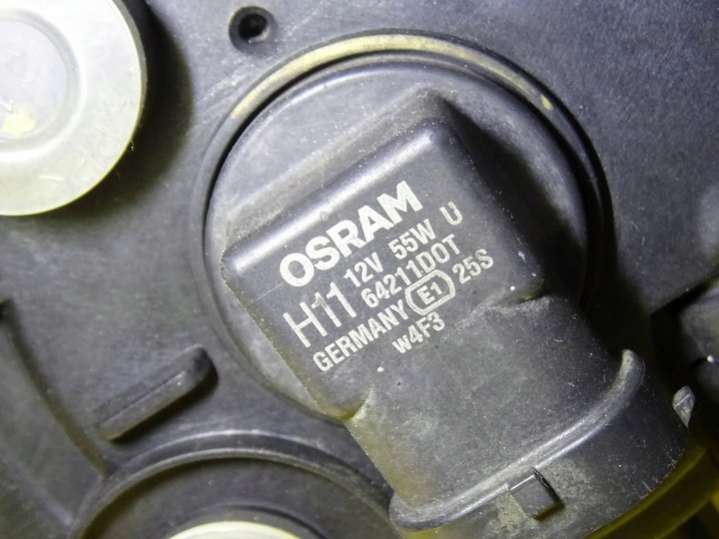 OSRAM
H11 12V 55W U
64211DOT
GERMANY E1 25S
w4F3